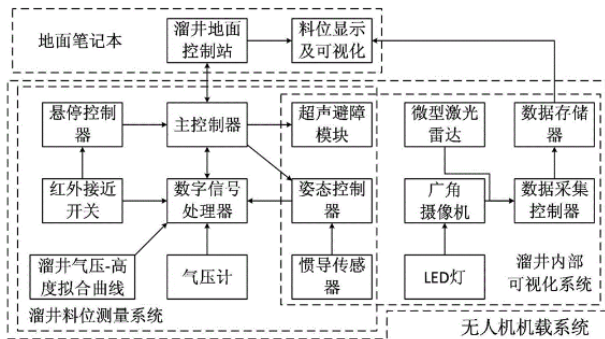 地面笔记本
溜井地面
控制站
料位显示
及可视化
悬停控制
器
主控制器
超声避障
模块
微型激光
雷达
数据存储
器
红外接近
开关
数字信号
处理器
姿态控制
器
广角
摄像机
数据采集
控制器
溜井气压-高
度拟合曲线
气压计
惯导传感
器
LED灯
溜井内部
可视化系统
溜井料位测量系统
无人机机载系统